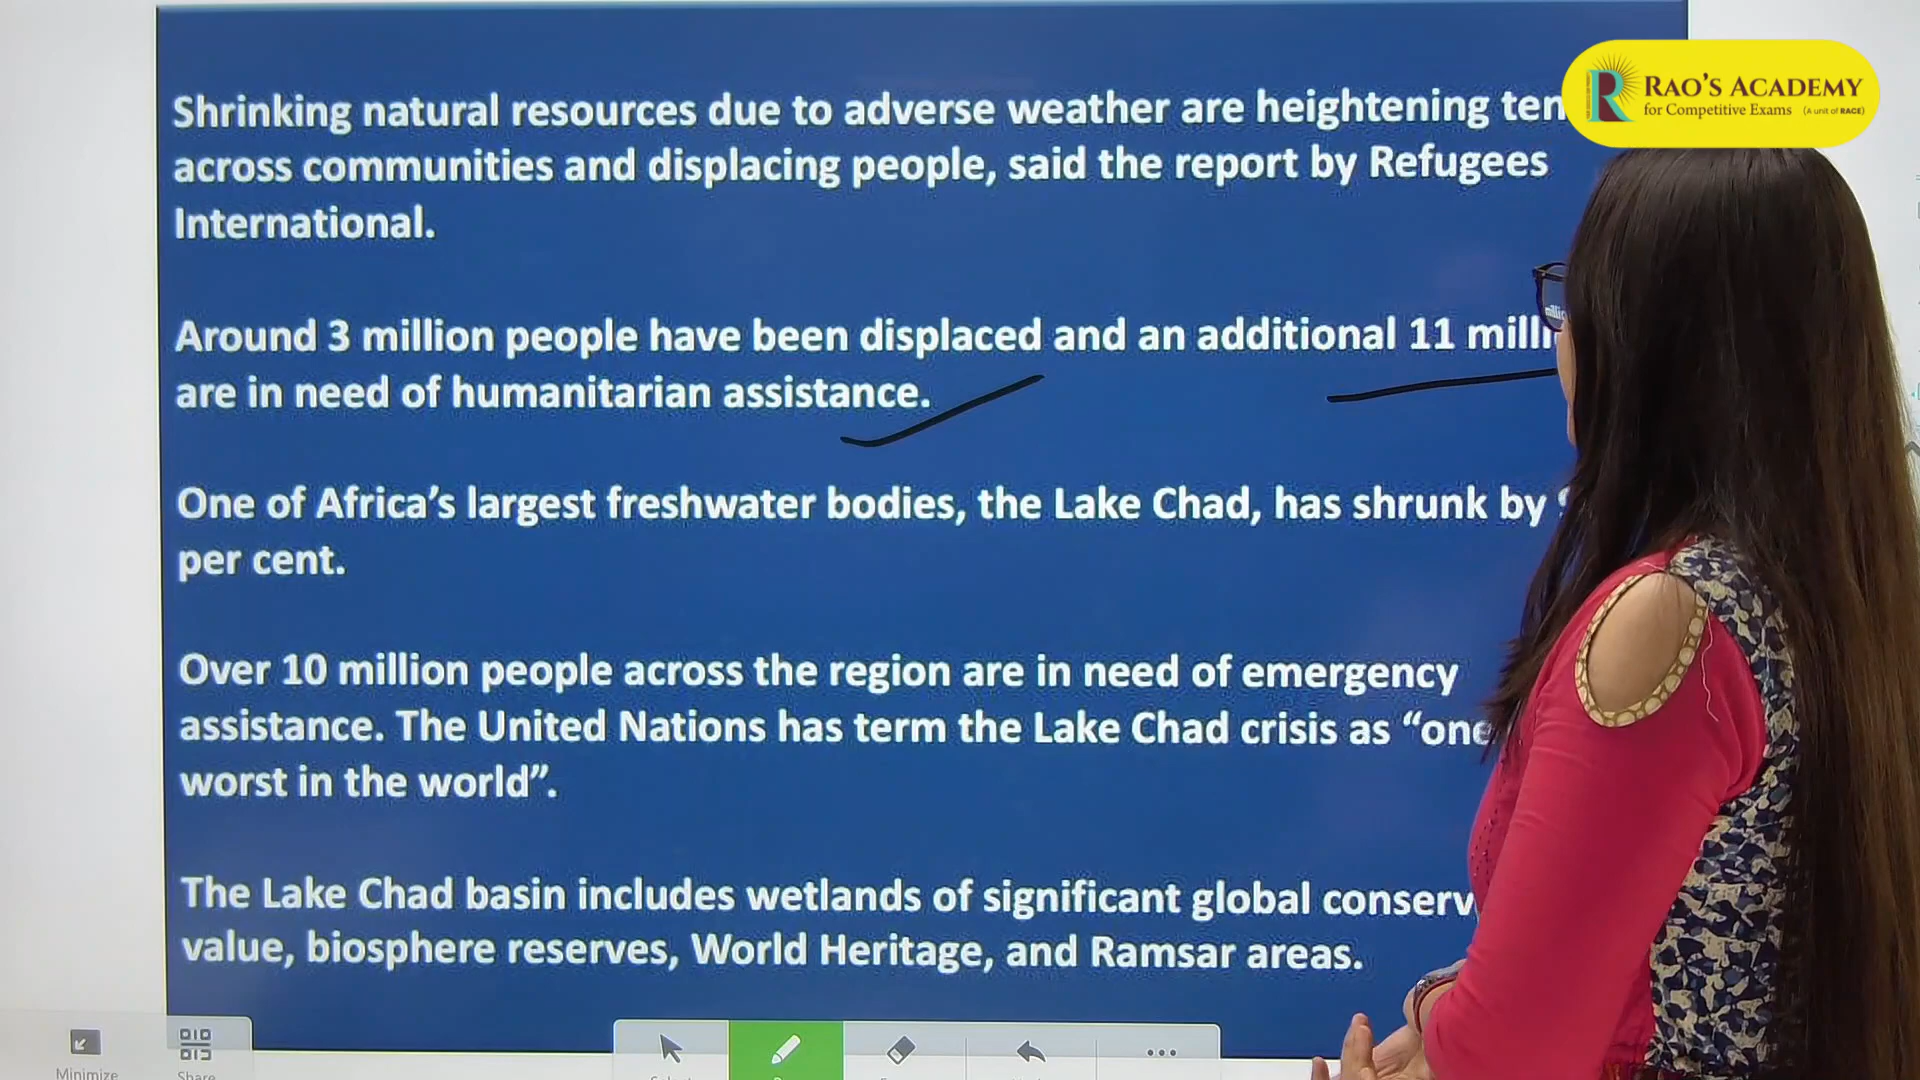 Shrinking natural resources due to adverse weather are heightening
across communities and displacing people, said the report by Refugees
International.
Around 3 million people have been displaced and an additional 11
are in need of humanitarian assistance.
One of Africa’s largest freshwater bodies, the Lake Chad, has shrunk by
per cent.
Over 10 million people across the region are in need of emergency
assistance. The United Nations has term the Lake Chad crisis as “one
worst in the world”.
The Lake Chad basin includes wetlands of significant global
value, biosphere reserves, World Heritage, and Ramsar areas.
RAO’S ACADEMY
for Competitive Exams (A unit of RACE)
Minimize
Share